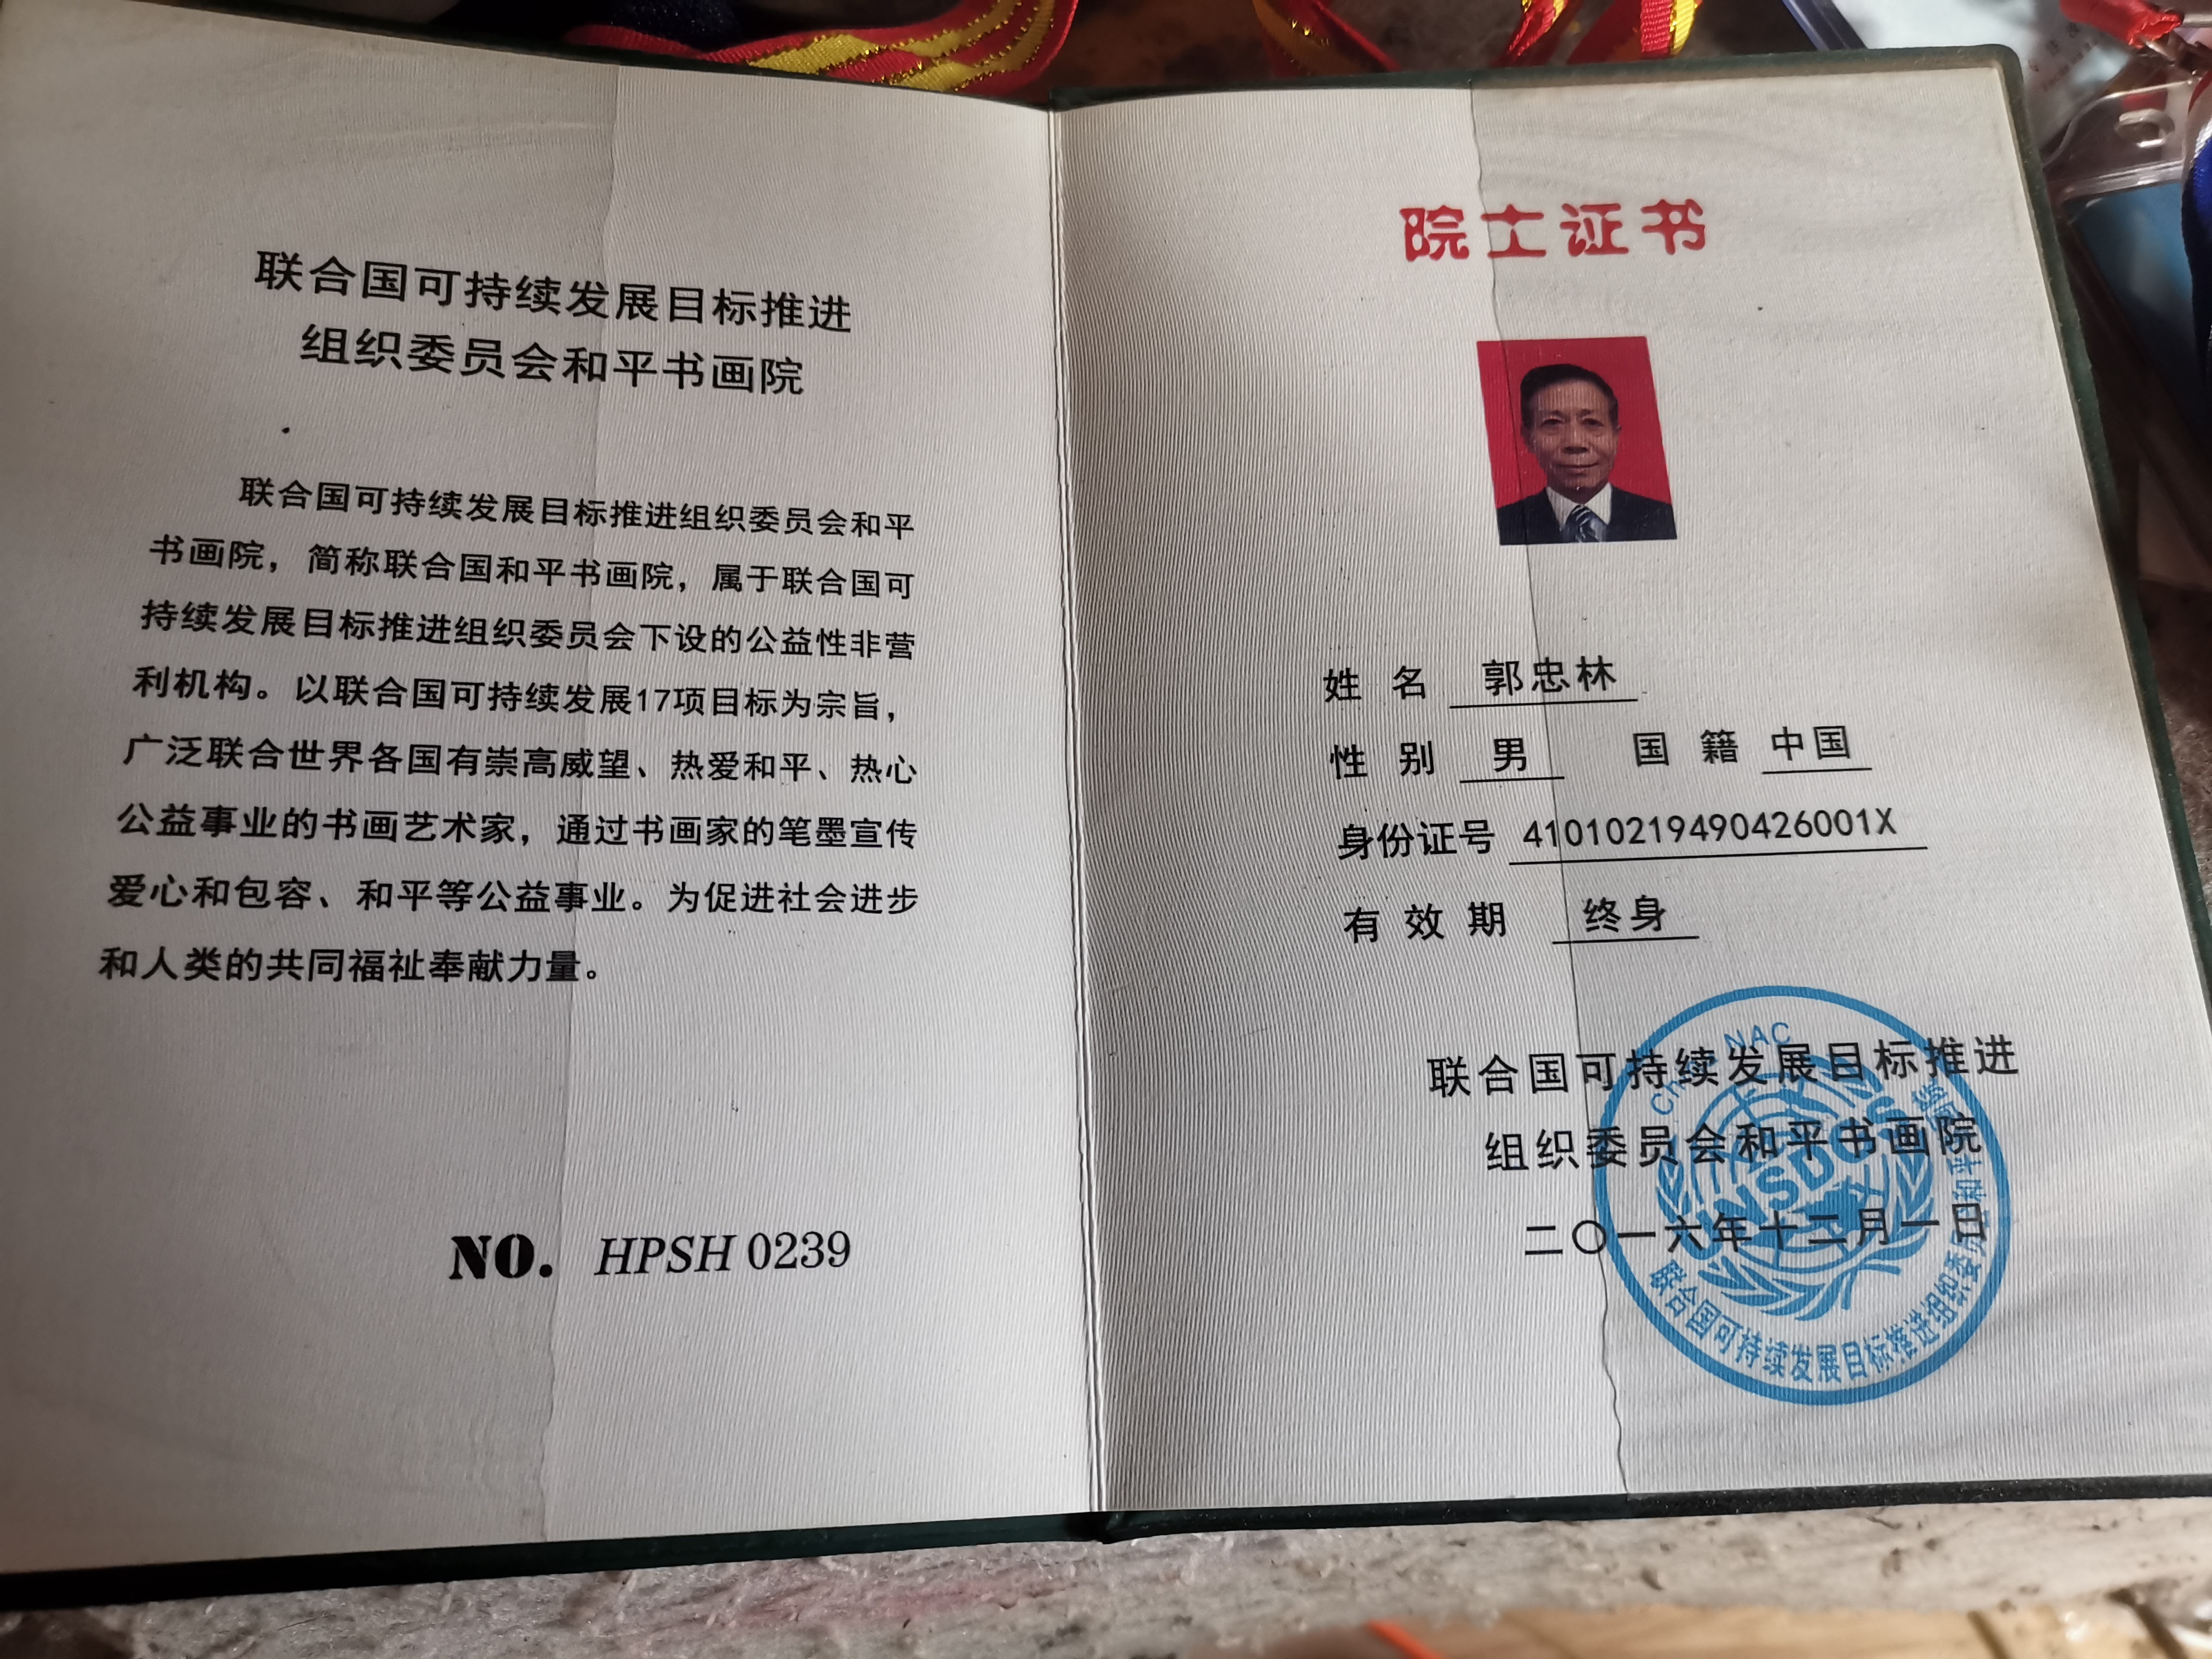 联合国可持续发展目标推进
组织委员会和平书画院
联合国可持续发展目标推进组织委员会和平
书画院，简称联合国和平书画院，属于联合国可
持续发展目标推进组织委员会下设的公益性非营
利机构。以联合国可持续发展17项目标为宗旨，
广泛联合世界各国有崇高威望、热爱和平、热心
公益事业的书画艺术家，通过书画家的笔墨宣传
爱心和包容、和平等公益事业。为促进社会进步
和人类的共同福祉奉献力量。
NO. HPSH 0239
院士证书
姓 名 郭忠林
性 别 男 国 籍 中国
身份证号 41010219490426001X
有 效 期 终身
联合国可持续发展目标推进
组织委员会和平书画院
二〇一六年十二月一日
China NAC
UNSDGS
联合国可持续发展目标推进组织委员会和平